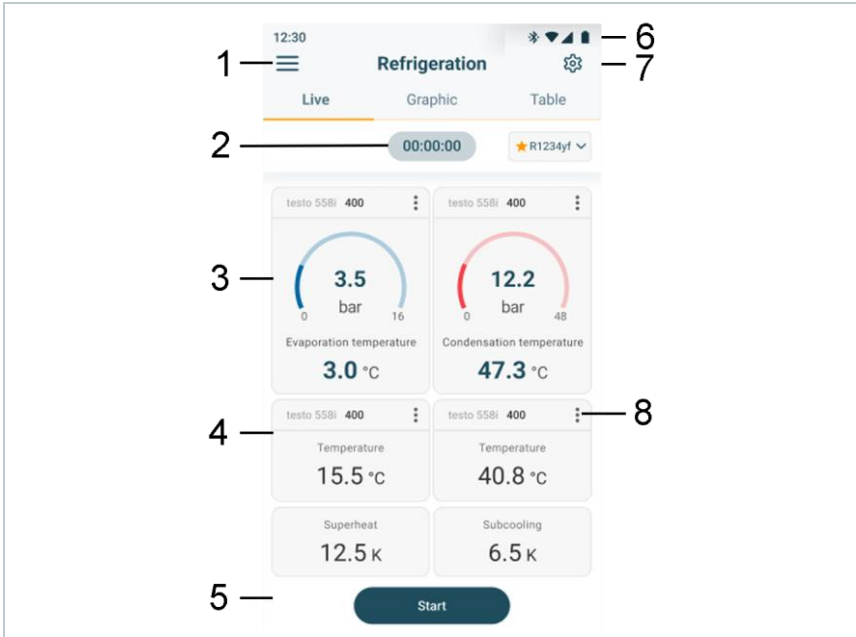 12:30
6
1
Refrigeration
7
Live Graphic Table
2
00:00:00
R1234yf
testo 558i 400
testo 558i 400
3
3.5
bar
0 16
Evaporation temperature
3.0 °C
12.2
bar
0 48
Condensation temperature
47.3 °C
4
testo 558i 400
testo 558i 400
8
Temperature
15.5 °C
Temperature
40.8 °C
Superheat
12.5 K
Subcooling
6.5 K
5
Start